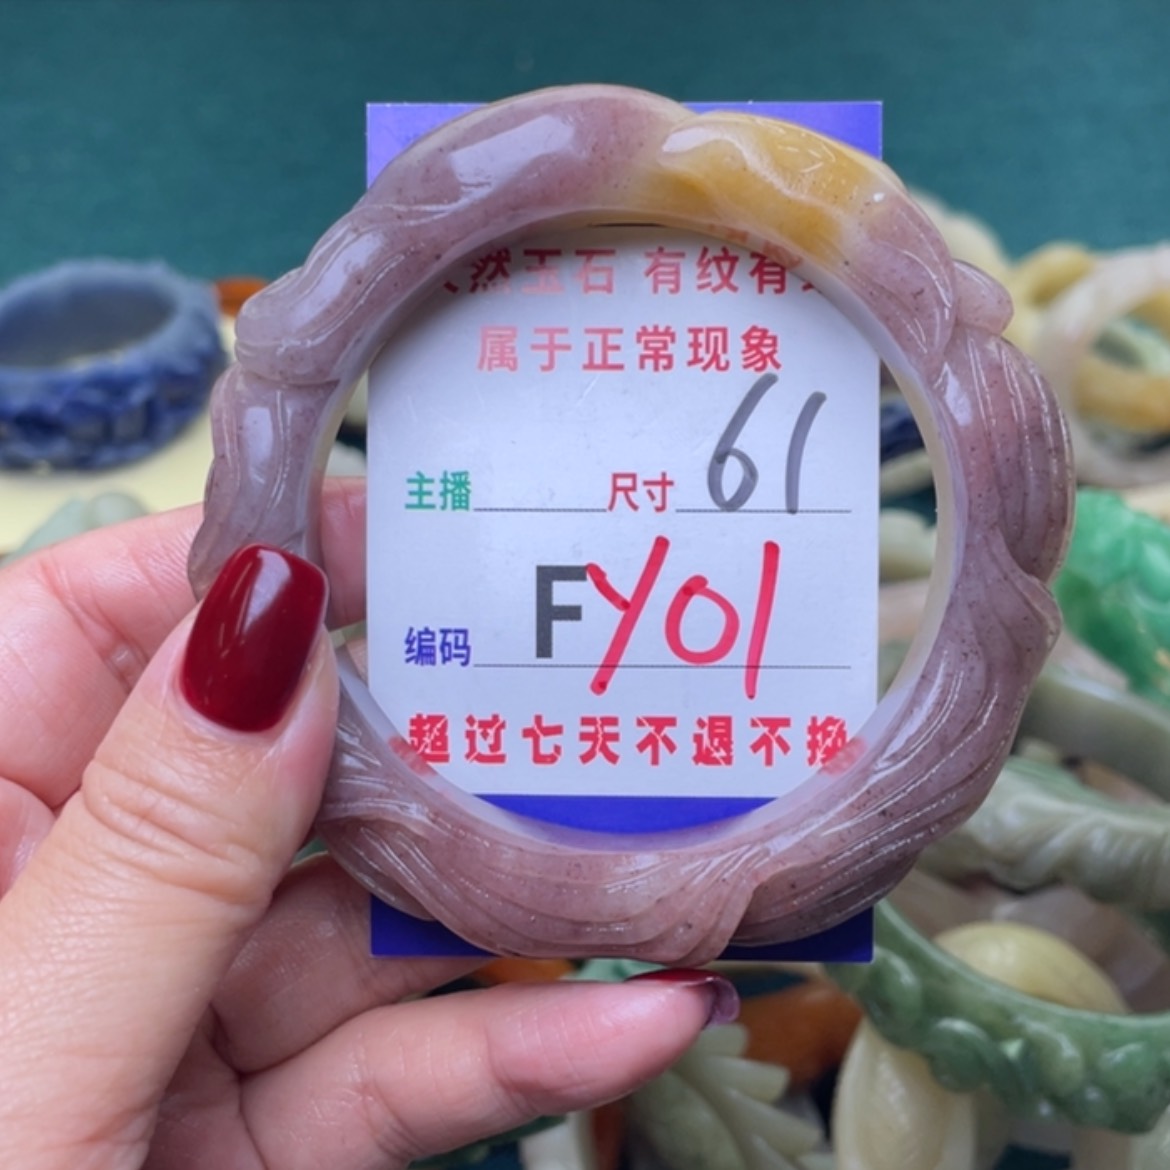 然玉石 有纹有
属于正常现象
主播 尺寸 61
编码 FY01
超过七天不退不换